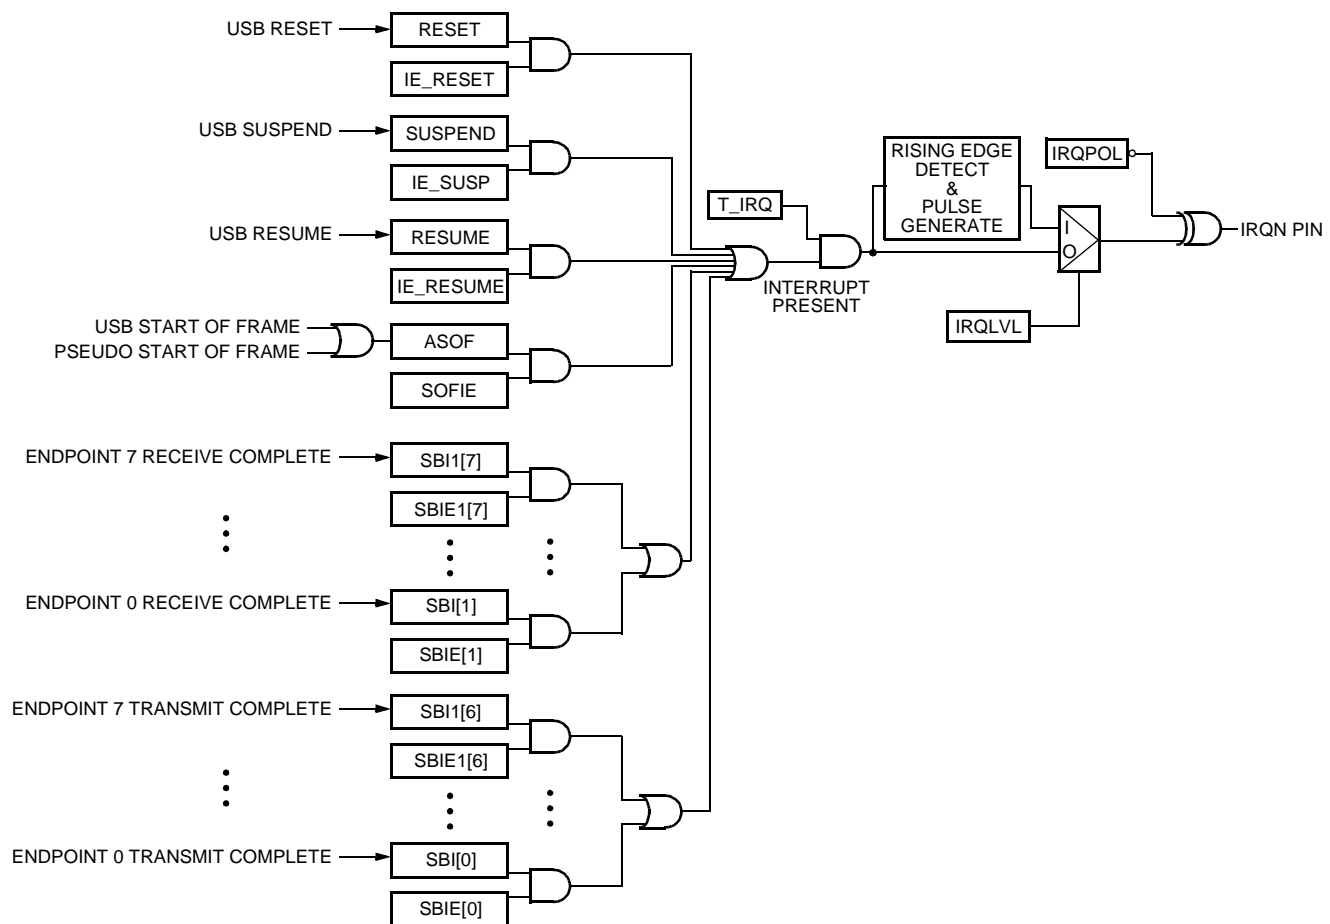 USB RESET
RESET
IE_RESET
USB SUSPEND
SUSPEND
IE_SUSP
USB RESUME
RESUME
IE_RESUME
USB START OF FRAME
PSEUDO START OF FRAME
ASOF
SOFIE
ENDPOINT 7 RECEIVE COMPLETE
SBI1[7]
SBIE1[7]
ENDPOINT 0 RECEIVE COMPLETE
SBI[1]
SBIE[1]
ENDPOINT 7 TRANSMIT COMPLETE
SBI1[6]
SBIE1[6]
ENDPOINT 0 TRANSMIT COMPLETE
SBI[0]
SBIE[0]
T_IRQ
INTERRUPT
PRESENT
RISING EDGE
DETECT
&
PULSE
GENERATE
IRQPOL
I
O
IRQLVL
IRQN PIN